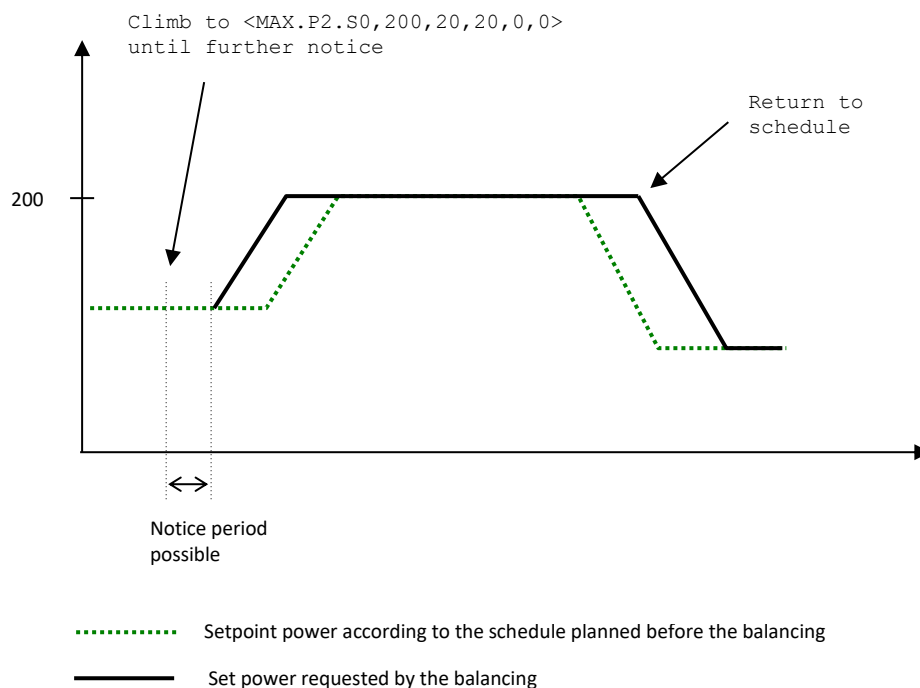 Climb to <MAX.P2.S0,200,20,20,0,0>
until further notice
Return to
schedule
200
Notice period
possible
Setpoint power according to the schedule planned before the balancing
Set power requested by the balancing